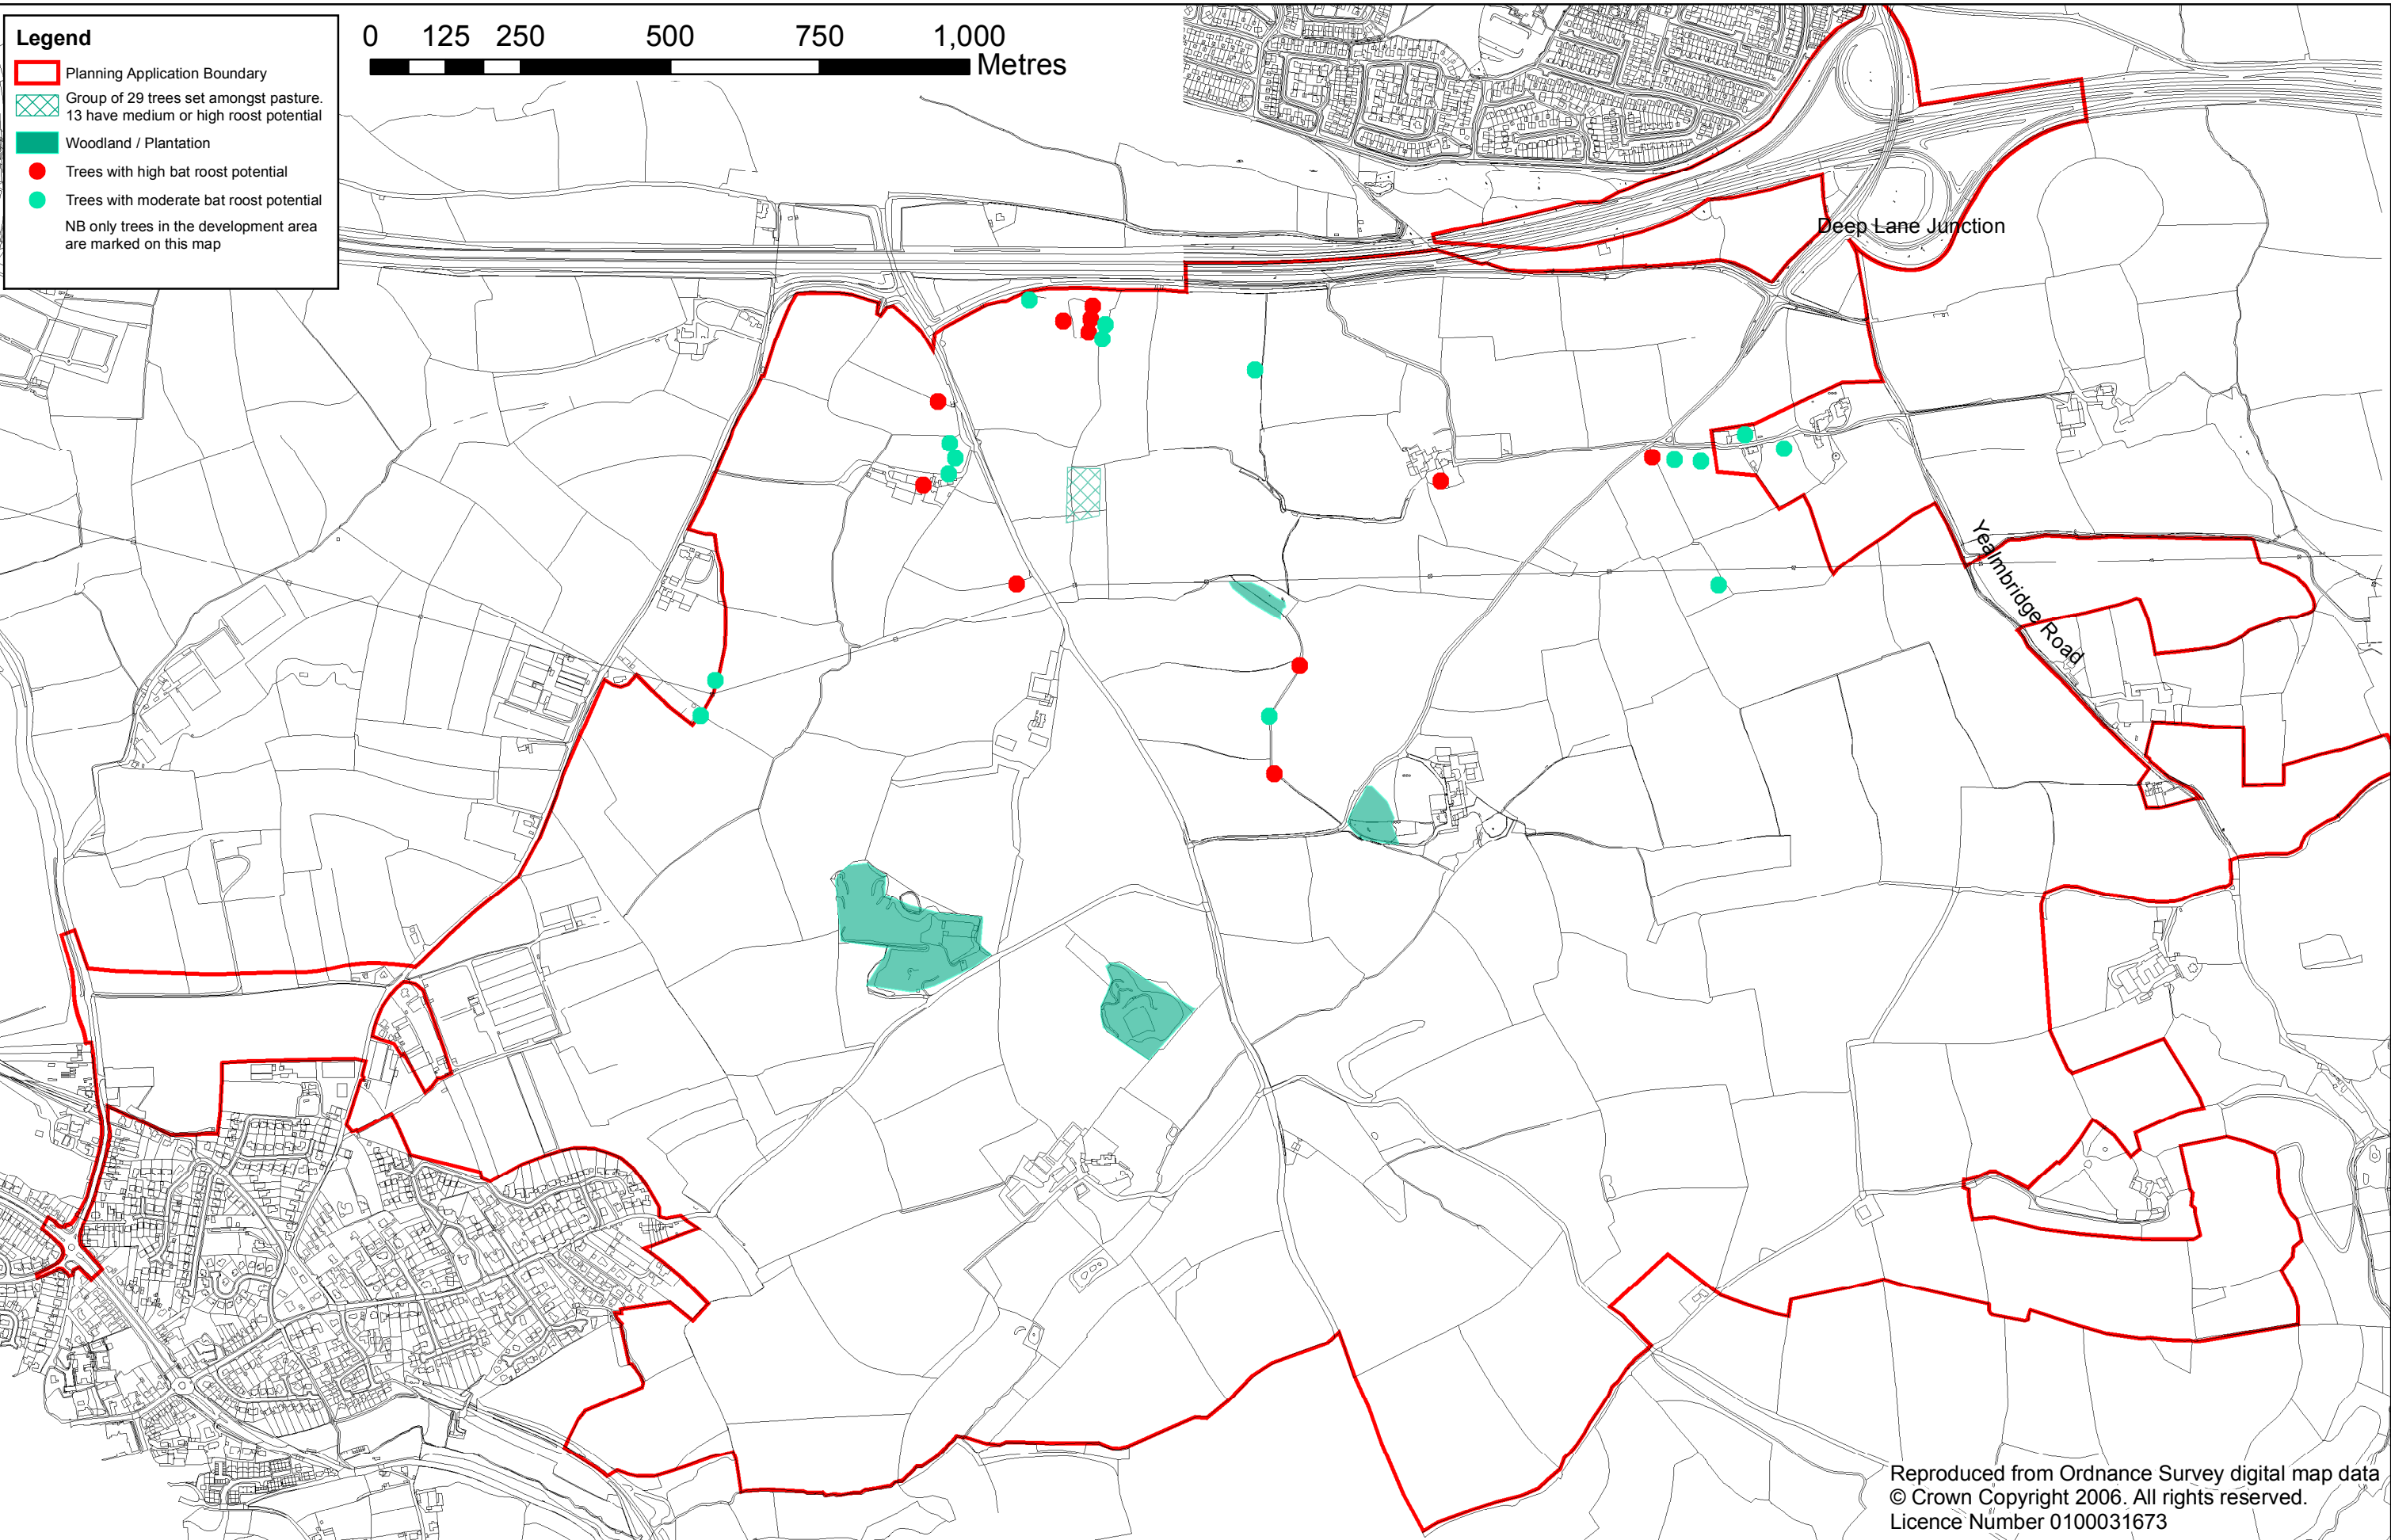 Legend
Planning Application Boundary
Group of 29 trees set amongst pasture.
13 have medium or high roost potential
Woodland / Plantation
Trees with high bat roost potential
Trees with moderate bat roost potential
NB only trees in the development area
are marked on this map
0 125 250 500 750 1,000
Metres
Deep Lane Junction
Yealmbridge Road
Reproduced from Ordnance Survey digital map data
© Crown Copyright 2006. All rights reserved.
Licence Number 0100031673